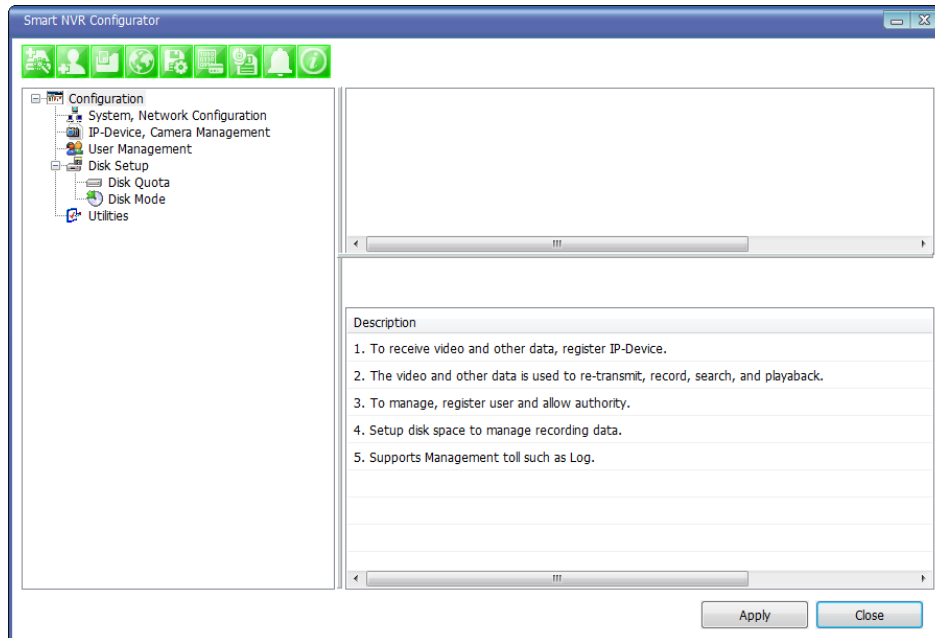 Smart NVR Configurator
Configuration
System, Network Configuration
IP-Device, Camera Management
User Management
Disk Setup
Disk Quota
Disk Mode
Utilities
Description
1. To receive video and other data, register IP-Device.
2. The video and other data is used to re-transmit, record, search, and playaback.
3. To manage, register user and allow authority.
4. Setup disk space to manage recording data.
5. Supports Management toll such as Log.
Apply
Close